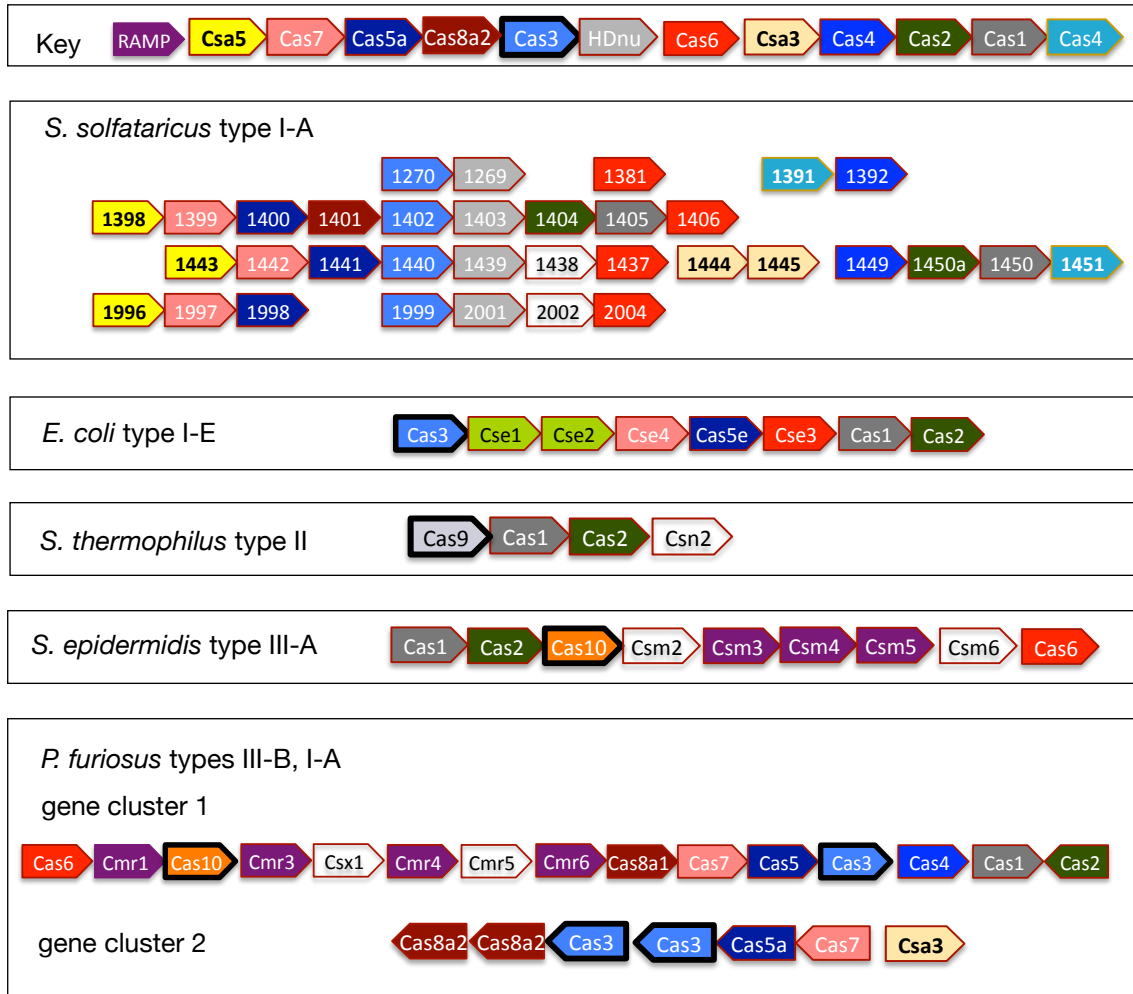 Key RAMP Csa5 Cas7 Cas5a Cas8a2 Cas3 HDnu Cas6 Csa3 Cas4 Cas2 Cas1 Cas4
S. solfataricus type I-A
1270 1269 1381 1391 1392
1398 1399 1400 1401 1402 1403 1404 1405 1406
1443 1442 1441 1440 1439 1438 1437 1444 1445 1449 1450a 1450 1451
1996 1997 1998 1999 2001 2002 2004
E. coli type I-E Cas3 Cse1 Cse2 Cse4 Cas5e Cse3 Cas1 Cas2
S. thermophilus type II Cas9 Cas1 Cas2 Csn2
S. epidermidis type III-A Cas1 Cas2 Cas10 Csm2 Csm3 Csm4 Csm5 Csm6 Cas6
P. furiosus types III-B, I-A
gene cluster 1
Cas6 Cmr1 Cas10 Cmr3 Csx1 Cmr4 Cmr5 Cmr6 Cas8a1 Cas7 Cas5 Cas3 Cas4 Cas1 Cas2
gene cluster 2 Cas8a2 Cas8a2 Cas3 Cas3 Cas5a Cas7 Csa3